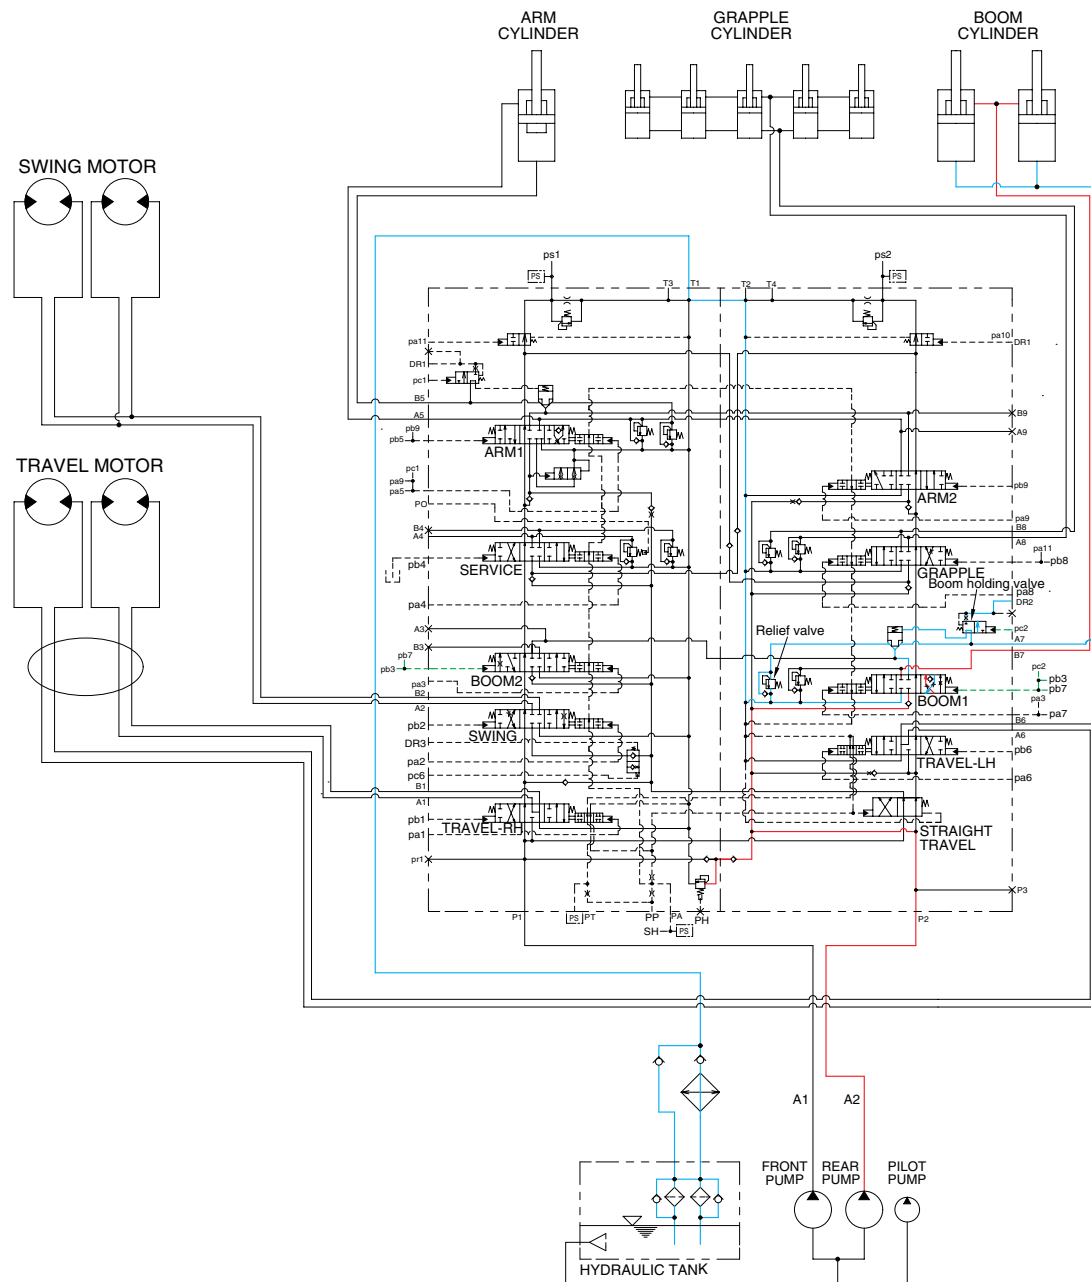 ARM
CYLINDER
GRAPPLE
CYLINDER
BOOM
CYLINDER
SWING MOTOR
TRAVEL MOTOR
ps1
PS
ps2
PS
T3
T1
T2
T4
pa11
DR1
pc1
B5
A5
pb9
pb5
ARM1
pc1
pa9
pa5
PO
B4
A4
SERVICE
pb4
pa4
A3
B3
pb7
pb3
BOOM2
pa3
B2
A2
pb2
SWING
DR3
pa2
pc6
B1
A1
pb1
TRAVEL-RH
pa1
pr1
pa10
DR1
B9
A9
pb9
ARM2
pa9
B8
A8
pa11
pb8
GRAPPLE
Boom holding valve
pa8
DR2
pc2
A7
Relief valve
B7
pc2
pb3
pb7
BOOM1
pa3
pa7
B6
A6
pb6
TRAVEL-LH
pa6
STRAIGHT
TRAVEL
P3
P1
PS
PT
PP
PA
PH
SH
PS
P2
A1
A2
FRONT
PUMP
REAR
PUMP
PILOT
PUMP
HYDRAULIC TANK